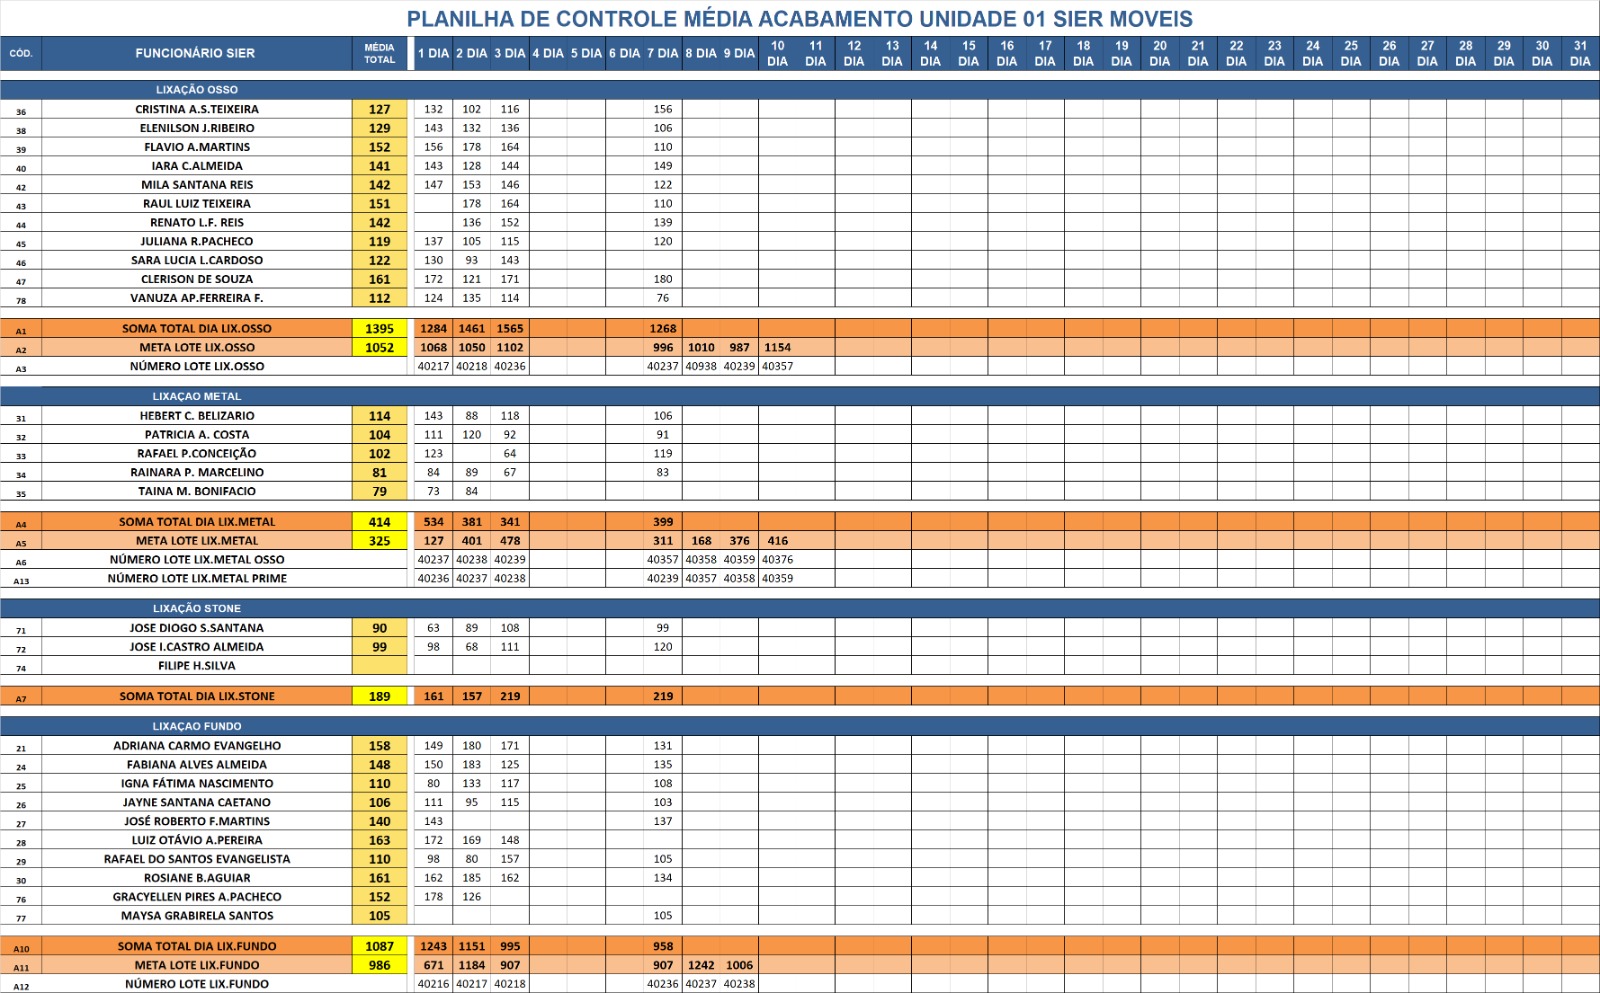 PLANILHA DE CONTROLE MÉDIA ACABAMENTO UNIDADE 01 SIER MOVEIS
CÓD. FUNCIONÁRIO SIER MÉDIA TOTAL 1 DIA 2 DIA 3 DIA 4 DIA 5 DIA 6 DIA 7 DIA 8 DIA 9 DIA 10 DIA 11 DIA 12 DIA 13 DIA 14 DIA 15 DIA 16 DIA 17 DIA 18 DIA 19 DIA 20 DIA 21 DIA 22 DIA 23 DIA 24 DIA 25 DIA 26 DIA 27 DIA 28 DIA 29 DIA 30 DIA 31 DIA
LIXAÇÃO OSSO
36 CRISTINA A.S.TEIXEIRA 127 132 102 116 156
38 ELENILSON J.RIBEIRO 129 143 132 136 106
39 FLAVIO A.MARTINS 152 156 178 164 110
40 IARA C.ALMEIDA 141 143 128 144 149
42 MILA SANTANA REIS 142 147 153 146 122
43 RAUL LUIZ TEIXEIRA 151 178 164 110
44 RENATO L.F. REIS 142 136 152 139
45 JULIANA R.PACHECO 119 137 105 115 120
46 SARA LUCIA L.CARDOSO 122 130 93 143
47 CLERISON DE SOUZA 161 172 121 171 180
78 VANUZA AP.FERREIRA F. 112 124 135 114 76
A1 SOMA TOTAL DIA LIX.OSSO 1395 1284 1461 1565 1268
A2 META LOTE LIX.OSSO 1052 1068 1050 1102 996 1010 987 1154
A3 NÚMERO LOTE LIX.OSSO 40217 40218 40236 40237 40938 40239 40357
LIXAÇAO METAL
31 HEBERT C. BELIZARIO 114 143 88 118 106
32 PATRICIA A. COSTA 104 111 120 92 91
33 RAFAEL P.CONCEIÇÃO 102 123 64 119
34 RAINARA P. MARCELINO 81 84 89 67 83
35 TAINA M. BONIFACIO 79 73 84
A4 SOMA TOTAL DIA LIX.METAL 414 534 381 341 399
A5 META LOTE LIX.METAL 325 127 401 478 311 168 376 416
A6 NÚMERO LOTE LIX.METAL OSSO 40237 40238 40239 40357 40358 40359 40376
A13 NÚMERO LOTE LIX.METAL PRIME 40236 40237 40238 40239 40357 40358 40359
LIXAÇÃO STONE
71 JOSE DIOGO S.SANTANA 90 63 89 108 99
72 JOSE I.CASTRO ALMEIDA 99 98 68 111 120
74 FILIPE H.SILVA
A7 SOMA TOTAL DIA LIX.STONE 189 161 157 219 219
LIXAÇAO FUNDO
21 ADRIANA CARMO EVANGELHO 158 149 180 171 131
24 FABIANA ALVES ALMEIDA 148 150 183 125 135
25 IGNA FÁTIMA NASCIMENTO 110 80 133 117 108
26 JAYNE SANTANA CAETANO 106 111 95 115 103
27 JOSÉ ROBERTO F.MARTINS 140 143 137
28 LUIZ OTÁVIO A.PEREIRA 163 172 169 148
29 RAFAEL DO SANTOS EVANGELISTA 110 98 80 157 105
30 ROSIANE B.AGUIAR 161 162 185 162 134
76 GRACYELLEN PIRES A.PACHECO 152 178 126
77 MAYSA GRABIRELA SANTOS 105 105
A10 SOMA TOTAL DIA LIX.FUNDO 1087 1243 1151 995 958
A11 META LOTE LIX.FUNDO 986 671 1184 907 907 1242 1006
A12 NÚMERO LOTE LIX.FUNDO 40216 40217 40218 40236 40237 40238